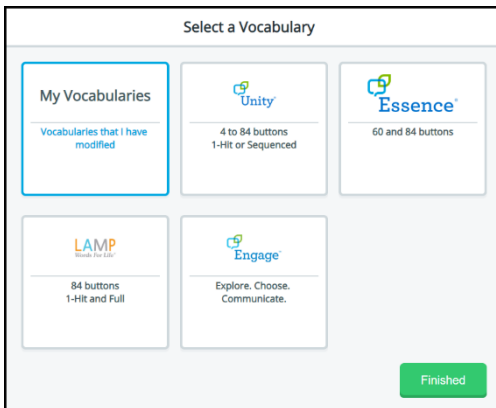 Select a Vocabulary
My Vocabularies
Vocabularies that I have
modified
Unity
4 to 84 buttons
1-Hit or Sequenced
Essence
60 and 84 buttons
LAMP
Words For Life
84 buttons
1-Hit and Full
Engage
Explore. Choose.
Communicate.
Finished